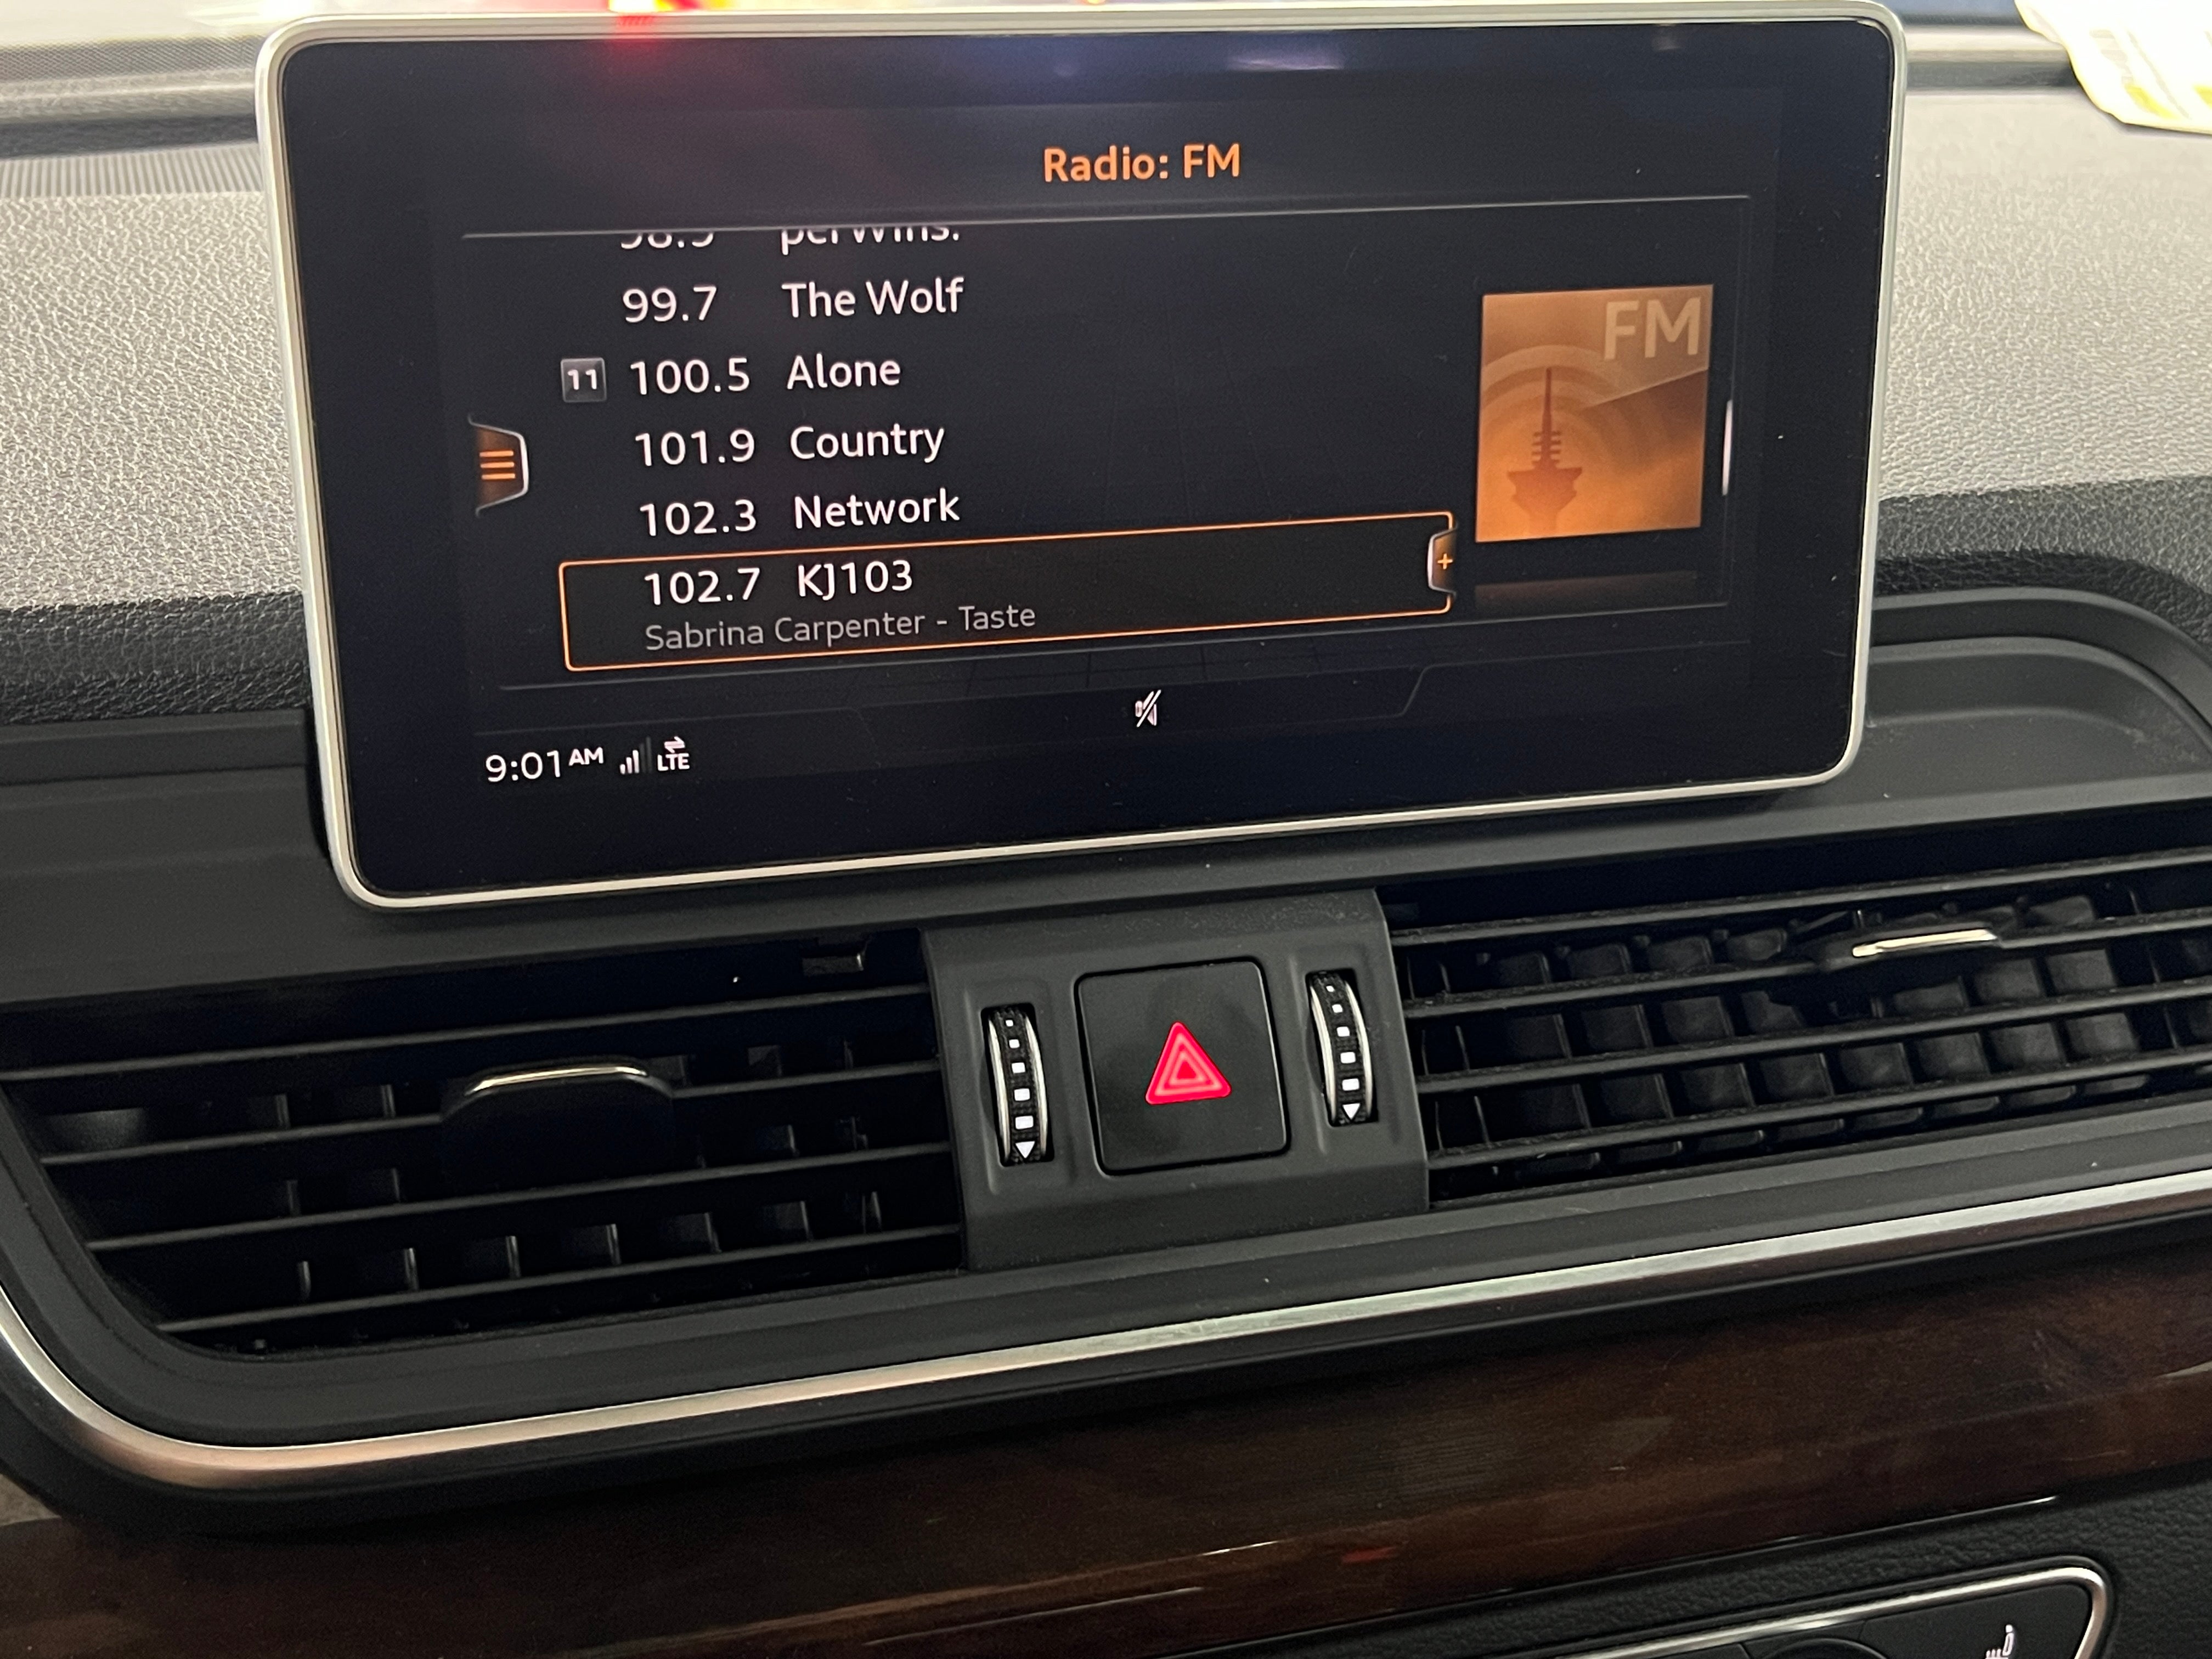 Radio: FM
FM
99.7 The Wolf
11 100.5 Alone
101.9 Country
102.3 Network
102.7 KJ103
Sabrina Carpenter - Taste
9:01 AM LTE